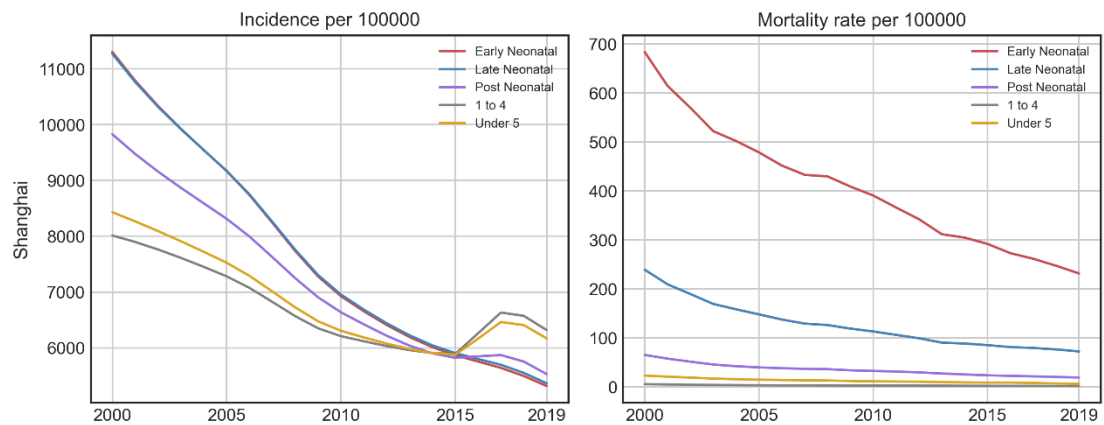 Incidence per 100000
Shanghai
11000
10000
9000
8000
7000
6000
2000
2005
2010
2015
2019
Early Neonatal
Late Neonatal
Post Neonatal
1 to 4
Under 5
Mortality rate per 100000
700
600
500
400
300
200
100
0
2000
2005
2010
2015
2019
Early Neonatal
Late Neonatal
Post Neonatal
1 to 4
Under 5